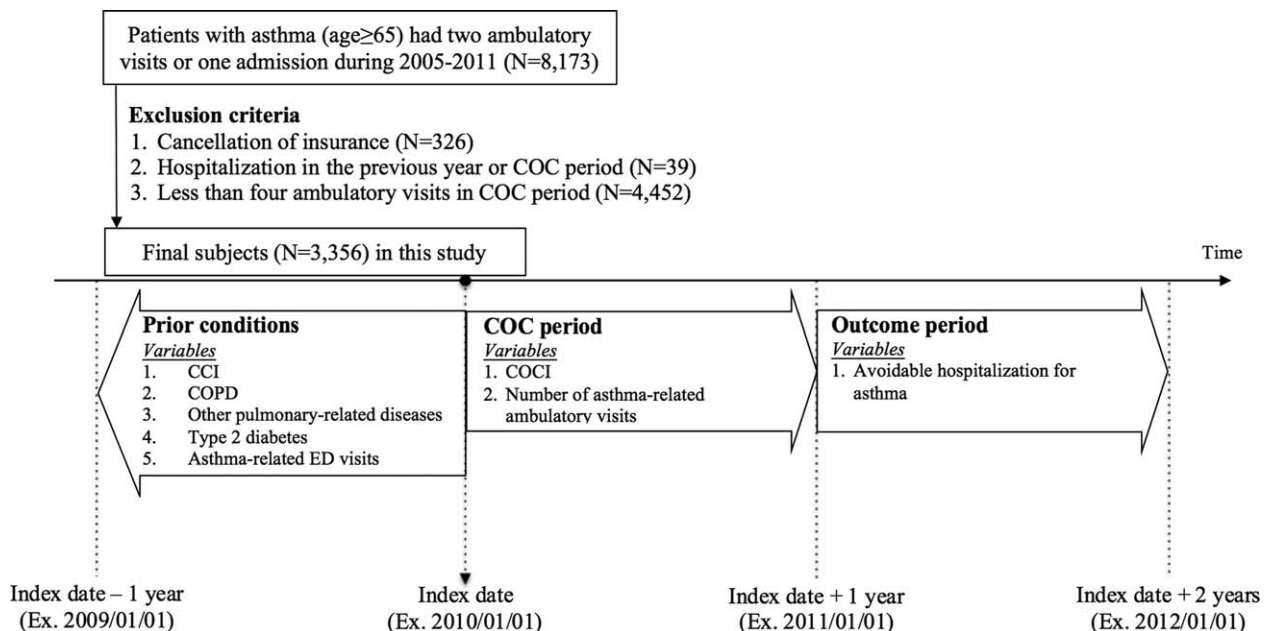 Patients with asthma (age≥65) had two ambulatory
visits or one admission during 2005-2011 (N=8,173)
Exclusion criteria
1. Cancellation of insurance (N=326)
2. Hospitalization in the previous year or COC period (N=39)
3. Less than four ambulatory visits in COC period (N=4,452)
Final subjects (N=3,356) in this study
Time
Prior conditions
Variables
1. CCI
2. COPD
3. Other pulmonary-related diseases
4. Type 2 diabetes
5. Asthma-related ED visits
COC period
Variables
1. COCI
2. Number of asthma-related
ambulatory visits
Outcome period
Variables
1. Avoidable hospitalization for
asthma
Index date – 1 year
(Ex. 2009/01/01)
Index date
(Ex. 2010/01/01)
Index date + 1 year
(Ex. 2011/01/01)
Index date + 2 years
(Ex. 2012/01/01)